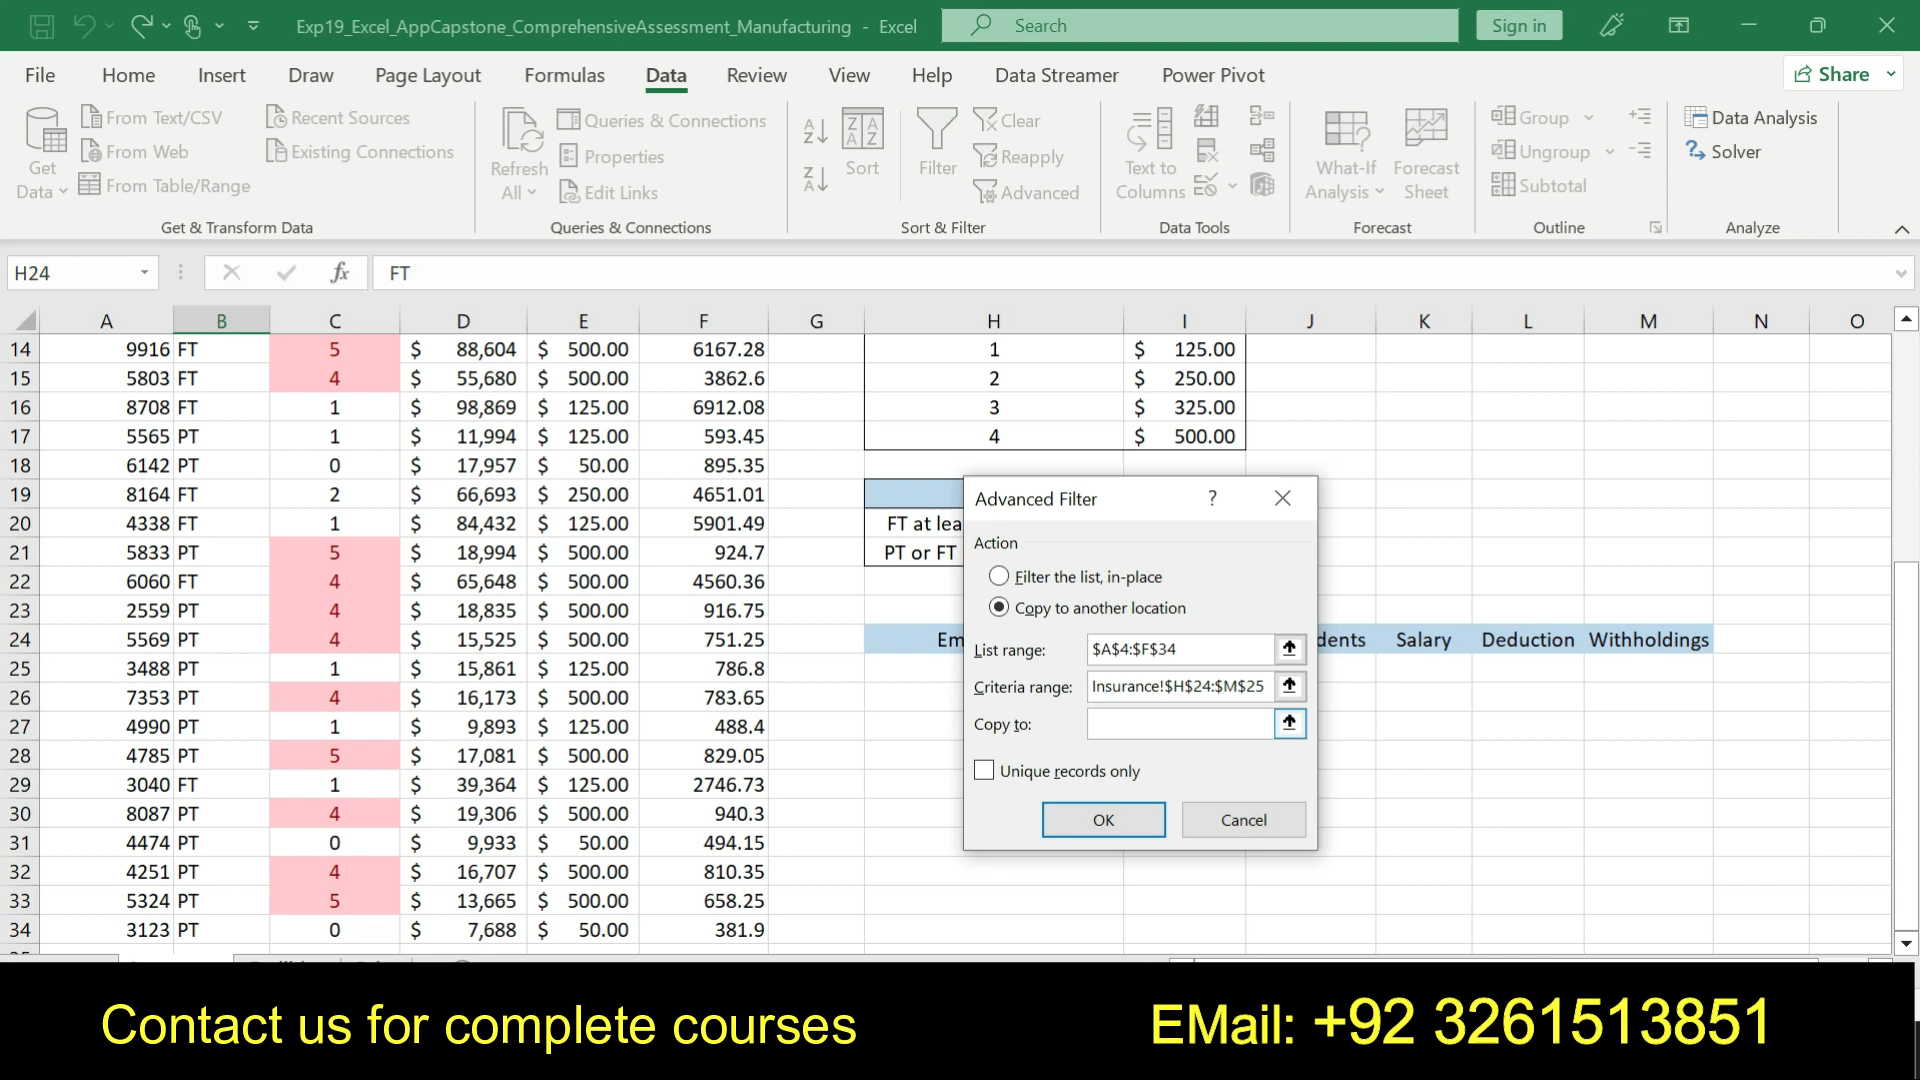 Exp19_Excel_AppCapstone_ComprehensiveAssessment_Manufacturing - Excel
Search
Sign in
File Home Insert Draw Page Layout Formulas Data Review View Help Data Streamer Power Pivot
Share
Get Data
From Text/CSV
From Web
From Table/Range
Recent Sources
Existing Connections
Get & Transform Data
Refresh All
Queries & Connections
Properties
Edit Links
Queries & Connections
Sort
Filter
Clear
Reapply
Advanced
Sort & Filter
Text to Columns
Data Tools
What-If Analysis
Forecast Sheet
Forecast
Group
Ungroup
Subtotal
Outline
Data Analysis
Solver
Analyze
H24 fx FT
A B C D E F G H I J K L M N O
14 9916 FT 5 $ 88,604 $ 500.00 6167.28 1 $ 125.00
15 5803 FT 4 $ 55,680 $ 500.00 3862.6 2 $ 250.00
16 8708 FT 1 $ 98,869 $ 125.00 6912.08 3 $ 325.00
17 5565 PT 1 $ 11,994 $ 125.00 593.45 4 $ 500.00
18 6142 PT 0 $ 17,957 $ 50.00 895.35
19 8164 FT 2 $ 66,693 $ 250.00 4651.01
20 4338 FT 1 $ 84,432 $ 125.00 5901.49 FT at lea
21 5833 PT 5 $ 18,994 $ 500.00 924.7 PT or FT
22 6060 FT 4 $ 65,648 $ 500.00 4560.36
23 2559 PT 4 $ 18,835 $ 500.00 916.75
24 5569 PT 4 $ 15,525 $ 500.00 751.25 Em dents Salary Deduction Withholdings
25 3488 PT 1 $ 15,861 $ 125.00 786.8
26 7353 PT 4 $ 16,173 $ 500.00 783.65
27 4990 PT 1 $ 9,893 $ 125.00 488.4
28 4785 PT 5 $ 17,081 $ 500.00 829.05
29 3040 FT 1 $ 39,364 $ 125.00 2746.73
30 8087 PT 4 $ 19,306 $ 500.00 940.3
31 4474 PT 0 $ 9,933 $ 50.00 494.15
32 4251 PT 4 $ 16,707 $ 500.00 810.35
33 5324 PT 5 $ 13,665 $ 500.00 658.25
34 3123 PT 0 $ 7,688 $ 50.00 381.9
Advanced Filter ?
Action
Filter the list, in-place
Copy to another location
List range: $A$4:$F$34
Criteria range: Insurance!$H$24:$M$25
Copy to:
Unique records only
OK Cancel
Contact us for complete courses
EMail: +92 3261513851